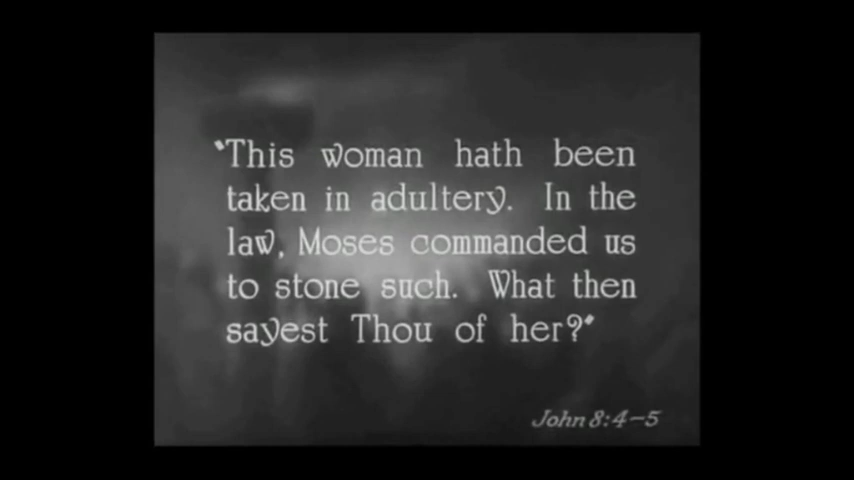 "This woman hath been
taken in adultery. In the
law, Moses commanded us
to stone such. What then
sayest Thou of her?"
John 8:4-5